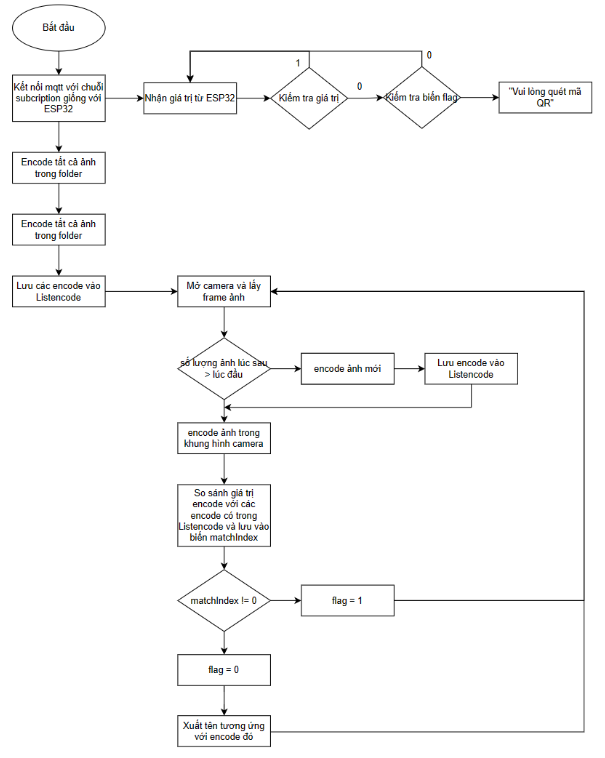 Bắt đầu
Kết nối mqtt với chuỗi
subcription giống với
ESP32
Nhận giá trị từ ESP32
1
Kiểm tra giá trị
0
0
Kiểm tra biến flag
"Vui lóng quét mã
QR"
Encode tất cả ảnh
trong folder
Encode tất cả ảnh
trong folder
Lưu các encode vào
Listencode
Mở camera và lấy
frame ảnh
số lượng ảnh lúc sau
> lúc đầu
encode ảnh mới
Lưu encode vào
Listencode
encode ảnh trong
khung hình camera
So sánh giá trị
encode với các
encode có trong
Listencode và lưu vào
biến matchIndex
matchIndex != 0
flag = 1
flag = 0
Xuất tên tương ứng
với encode đó